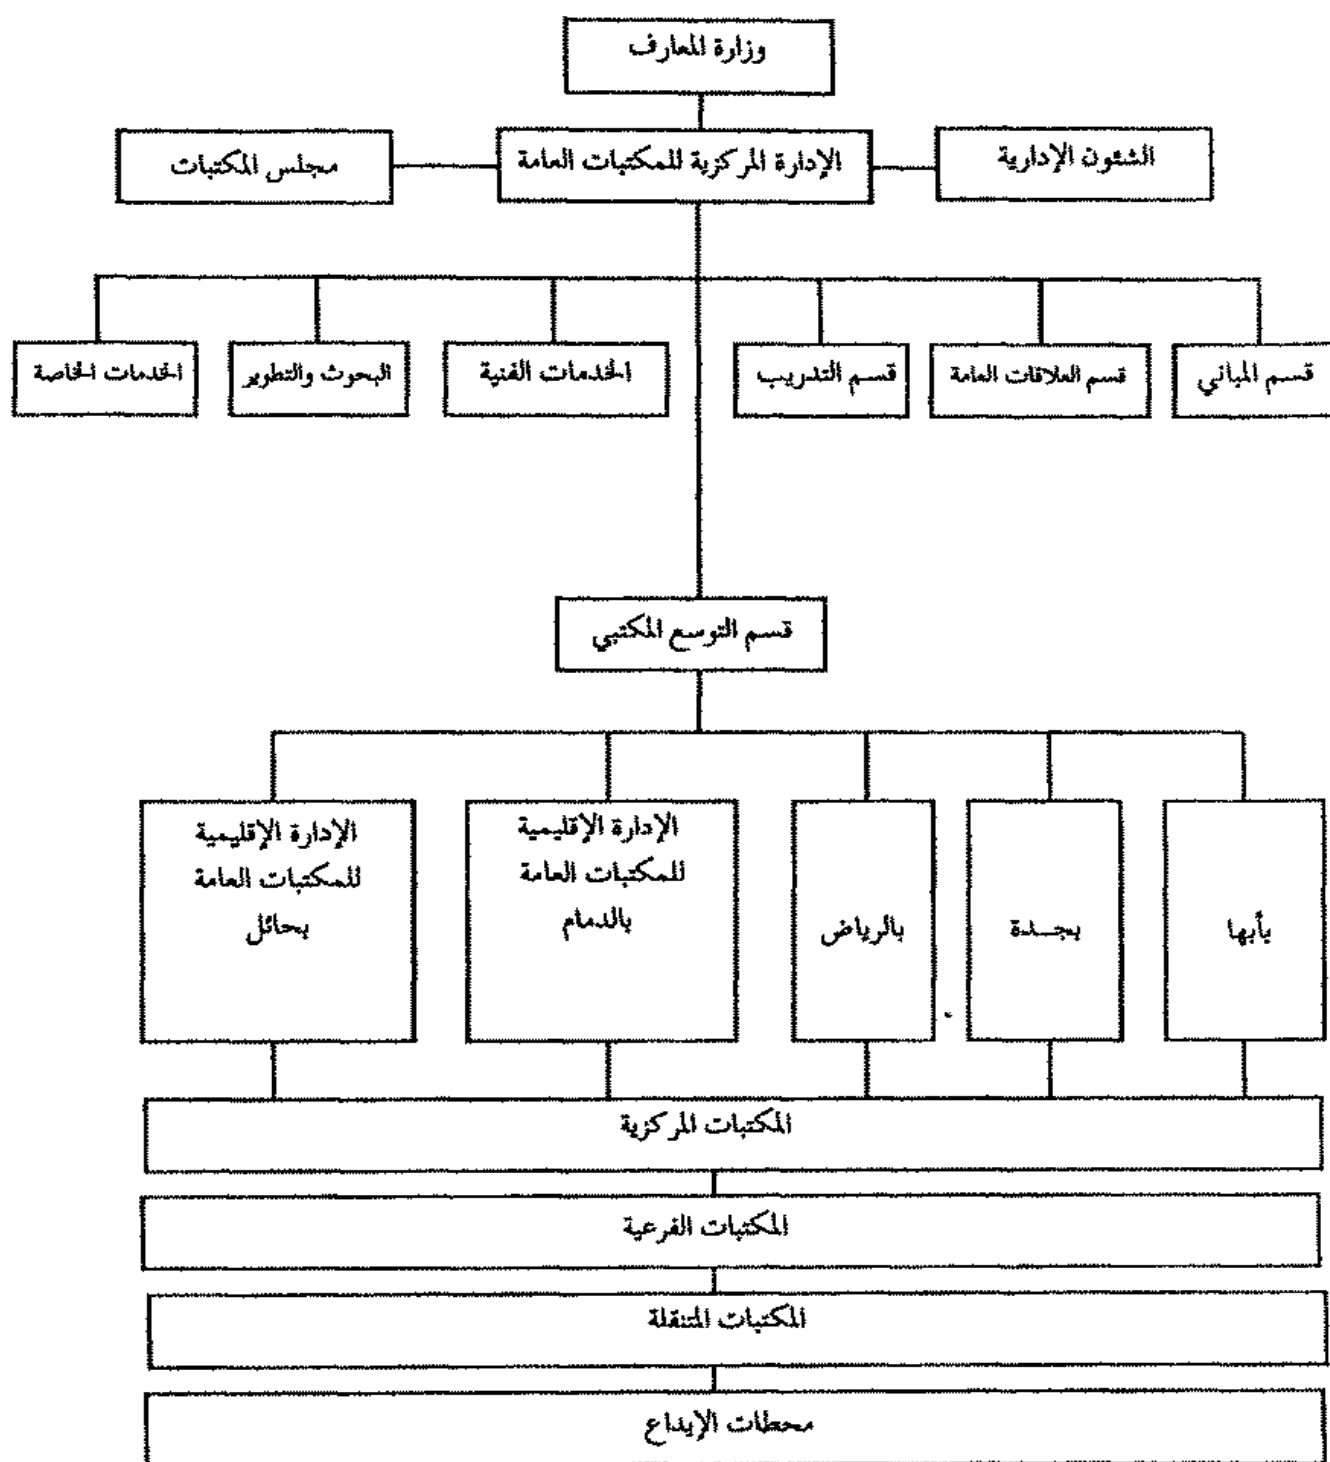 وزارة المعارف
الشئون الإدارية
الإدارة المركزية للمكتبات العامة
مجلس المكتبات
قسم المباني
قسم العلاقات العامة
قسم التدريب
الخدمات الفنية
البحوث والتطوير
الخدمات الخاصة
قسم التوسع المكتبي
بأبها
بجـدة
بالرياض
الإدارة الإقليمية
للمكتبات العامة
بالدمام
الإدارة الإقليمية
للمكتبات العامة
بحائل
المكتبات المركزية
المكتبات الفرعية
المكتبات المتنقلة
محطات الإيداع